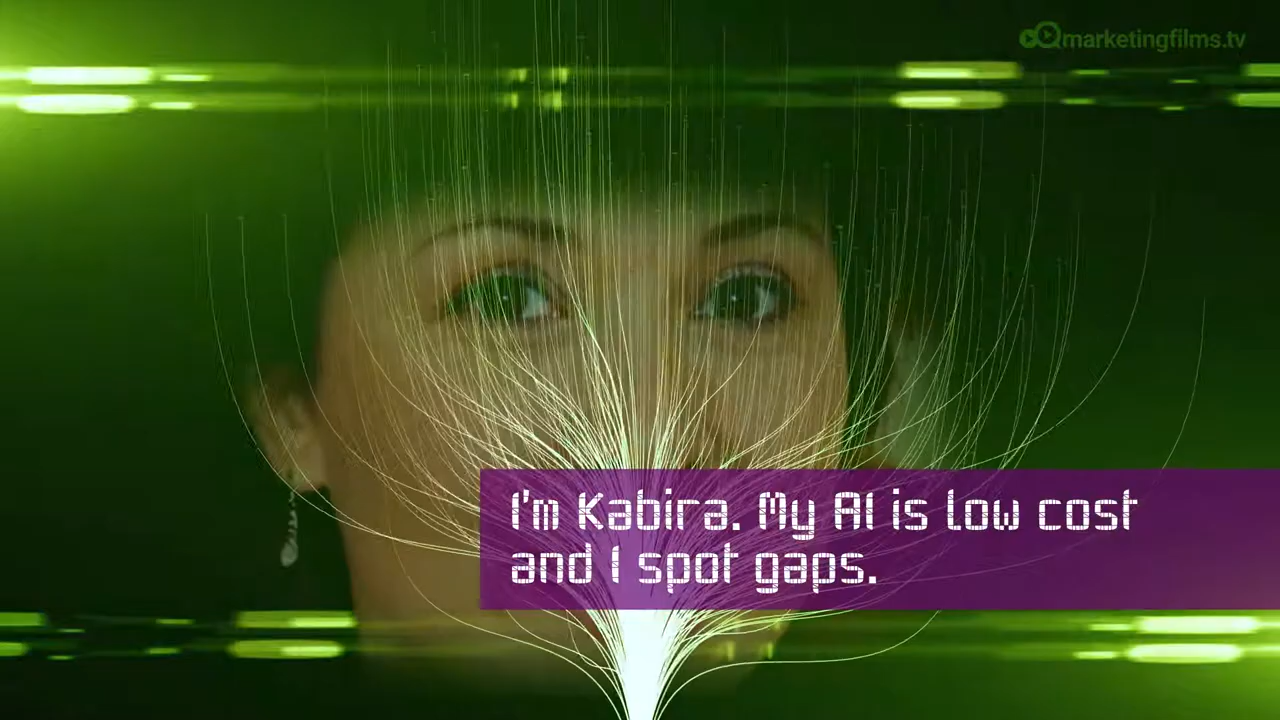 marketingfilms.tv
I'm Kabira. My AI is low cost
and I spot gaps.